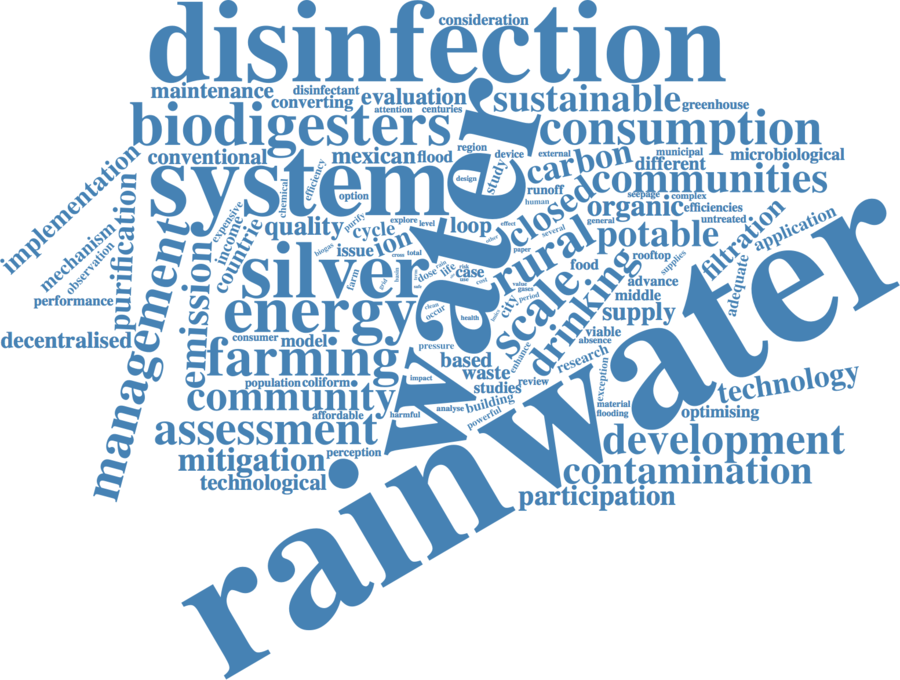 consideration
disinfection
maintenance
disinfectant
converting
evaluation
attention
centuries
sustainable
greenhouse
biodigesters
consumption
water
region
device
external
municipal
microbiological
conventional
mexican
flood
design
study
carbon
different
implementation
system
chemical
efficiency
option
runoff
human
communities
seepage
complex
mechanism
observation
purification
expensive
income
countrie
quality
purify
cycle
explore
level
loop
other
effect
closed
several
general
organic
efficiencies
untreated
performance
management
emission
biogas
issue
ion
cross
total
paper
rural
potable
filtration
application
silver
farm
dose
rain
life
risk
case
use
food
rooftop
supplies
adequate
decentralised
energy
clean
occur
health
city
value
gases
period
scale
drinking
advance
middle
supply
consumer
model
pressure
viable
absence
farming
based
enhance
research
rainwater
population
coliform
impact
waste
studies
review
exception
technology
community
affordable
harmful
analyse
building
powerful
material
flooding
optimising
assessment
perception
development
mitigation
contamination
technological
participation